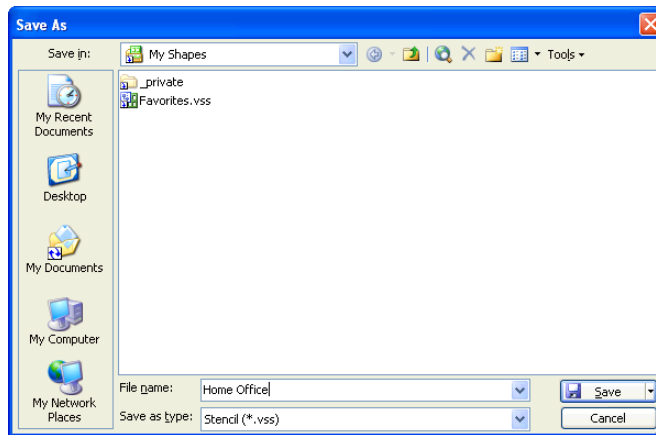 Save As
Save in:
My Shapes
Tools
My Recent
Documents
Desktop
My Documents
My Computer
My Network
Places
_private
Favorites.vss
File name:
Home Office
Save
Save as type:
Stencil (*.vss)
Cancel